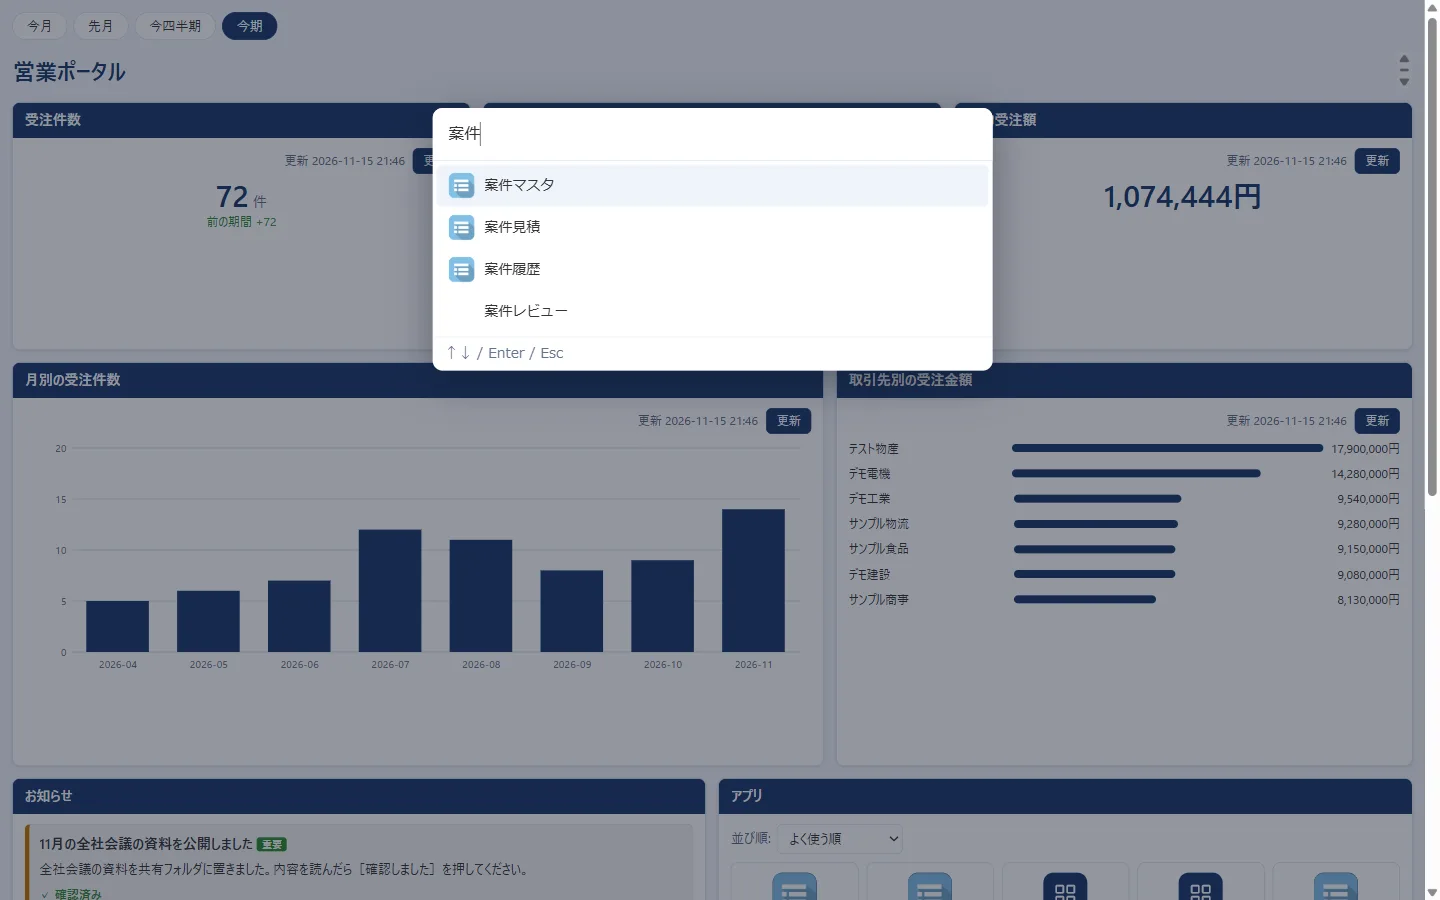 今月 先月 今四半期 今期
営業ポータル
受注件数
更新 2026-11-15 21:46
72 件
前の期間 +72
受注額
更新 2026-11-15 21:46 更新
1,074,444円
案件
案件マスタ
案件見積
案件履歴
案件レビュー
↑↓ / Enter / Esc
月別の受注件数
更新 2026-11-15 21:46 更新
20
15
10
5
0
2026-04 2026-05 2026-06 2026-07 2026-08 2026-09 2026-10 2026-11
取引先別の受注金額
更新 2026-11-15 21:46 更新
テスト物産 17,900,000円
デモ電機 14,280,000円
デモ工業 9,540,000円
サンプル物流 9,280,000円
サンプル食品 9,150,000円
デモ建設 9,080,000円
サンプル商事 8,130,000円
お知らせ
11月の全社会議の資料を公開しました 重要
全社会議の資料を共有フォルダに置きました。内容を読んだら［確認しました］を押してください。
✓ 確認済み
アプリ
並び順: よく使う順